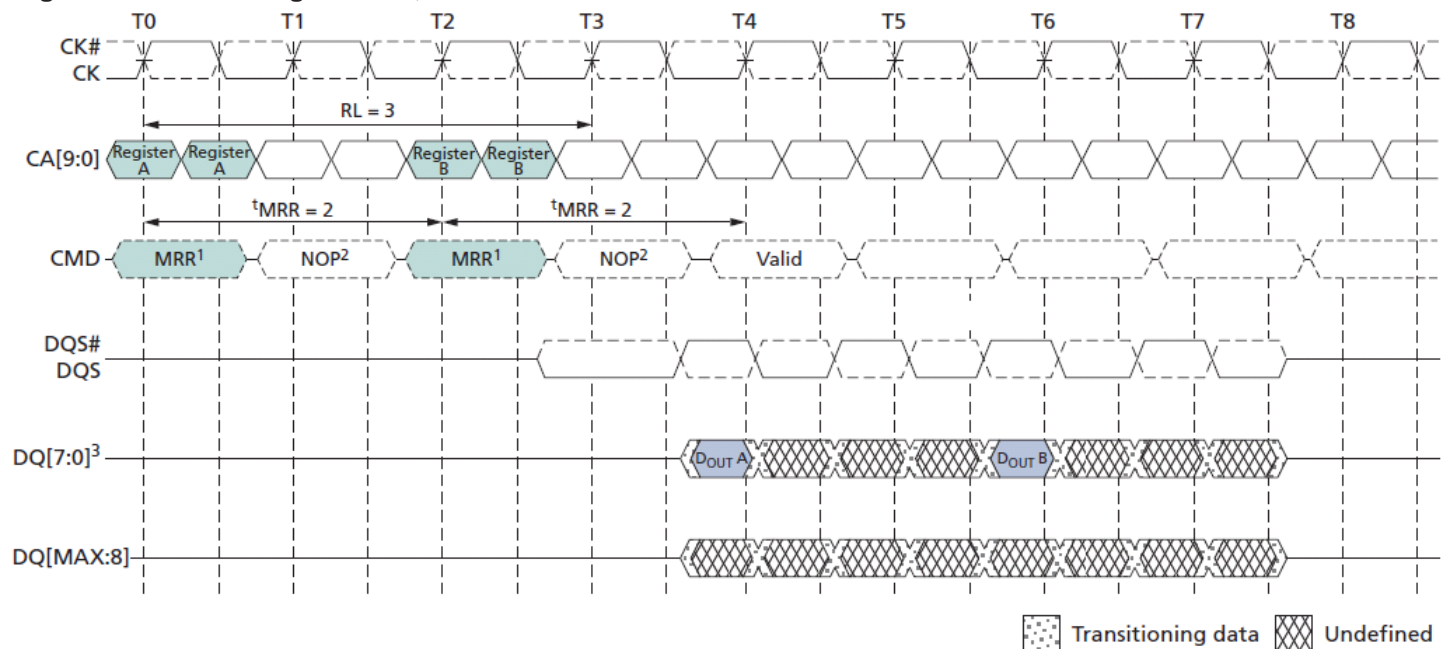 T0 T1 T2 T3 T4 T5 T6 T7 T8
CK#
CK
RL = 3
CA[9:0] Register A Register A Register B Register B
tMRR = 2 tMRR = 2
CMD MRR1 NOP2 MRR1 NOP2 Valid
DQS#
DQS
DQ[7:0]3 DOUT A DOUT B
DQ[MAX:8]
Transitioning data Undefined